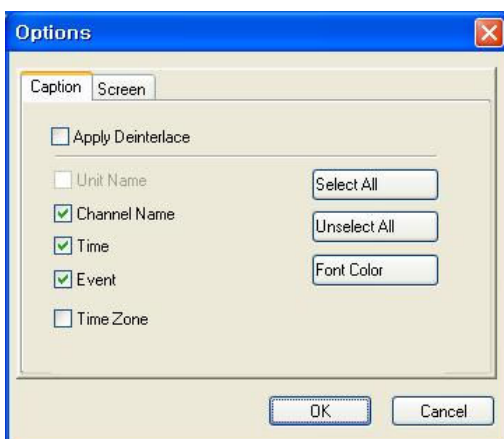 Options
Caption
Screen
Apply Deinterlace
Unit Name
Select All
Channel Name
Unselect All
Time
Event
Font Color
Time Zone
OK
Cancel